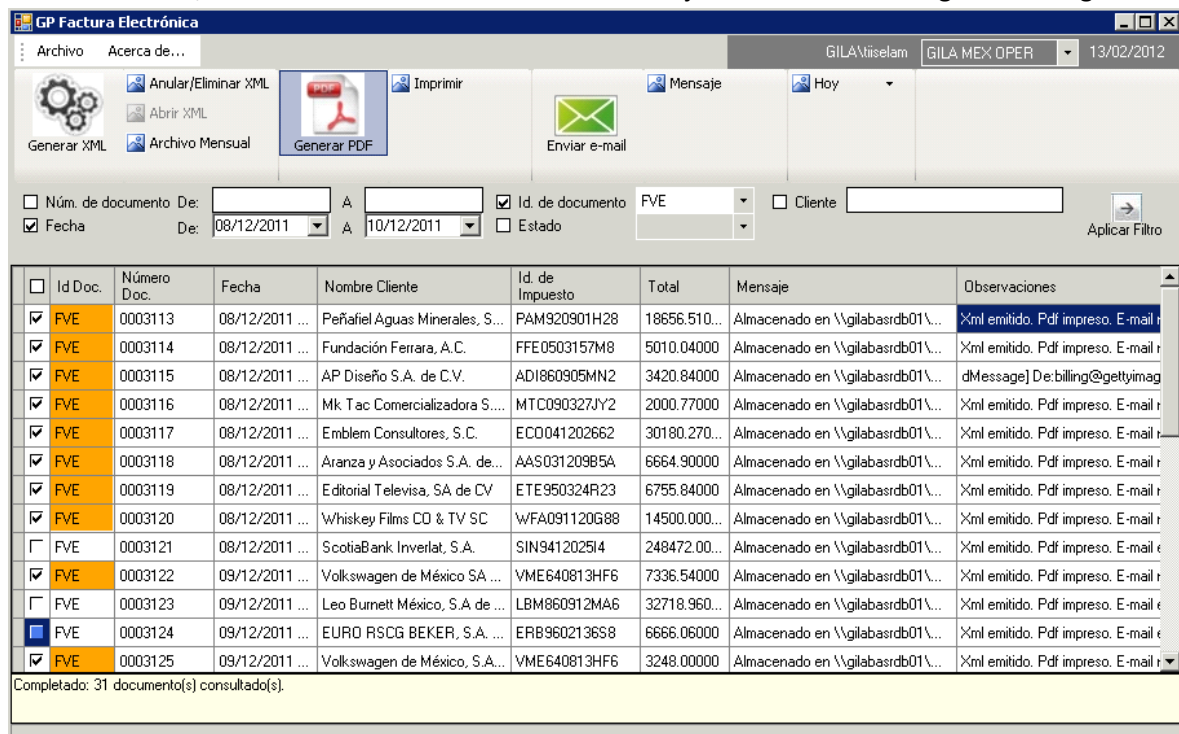 GP Factura Electrónica
Archivo Acerca de... GILA\tiiselam GILA MEX OPER 13/02/2012
Anular/Eliminar XML Imprimir Mensaje Hoy
Abrir XML
Generar XML Archivo Mensual Generar PDF Enviar e-mail
Núm. de documento De: A Id. de documento FVE Cliente
Fecha De: 08/12/2011 A 10/12/2011 Estado Aplicar Filtro
Id Doc. Número Doc. Fecha Nombre Cliente Id. de Impuesto Total Mensaje Observaciones
FVE 0003113 08/12/2011 ... Peñafiel Aguas Minerales, S... PAM920901H28 18656.510... Almacenado en \\gilabasrdb01\... Xml emitido. Pdf impreso. E-mail
FVE 0003114 08/12/2011 ... Fundación Ferrara, A.C. FFE0503157M8 5010.04000 Almacenado en \\gilabasrdb01\... Xml emitido. Pdf impreso. E-mail
FVE 0003115 08/12/2011 ... AP Diseño S.A. de C.V. ADI860905MN2 3420.84000 Almacenado en \\gilabasrdb01\... dMessage] De:billing@gettyimag
FVE 0003116 08/12/2011 ... Mk Tac Comercializadora S.... MTC090327JY2 2000.77000 Almacenado en \\gilabasrdb01\... Xml emitido. Pdf impreso. E-mail
FVE 0003117 08/12/2011 ... Emblem Consultores, S.C. ECO041202662 30180.270... Almacenado en \\gilabasrdb01\... Xml emitido. Pdf impreso. E-mail
FVE 0003118 08/12/2011 ... Aranza y Asociados S.A. de... AAS031209B5A 6664.90000 Almacenado en \\gilabasrdb01\... Xml emitido. Pdf impreso. E-mail
FVE 0003119 08/12/2011 ... Editorial Televisa, SA de CV ETE950324R23 6755.84000 Almacenado en \\gilabasrdb01\... Xml emitido. Pdf impreso. E-mail
FVE 0003120 08/12/2011 ... Whiskey Films CO & TV SC WFA091120G88 14500.000... Almacenado en \\gilabasrdb01\... Xml emitido. Pdf impreso. E-mail
FVE 0003121 08/12/2011 ... ScotiaBank Inverlat, S.A. SIN9412025I4 248472.00... Almacenado en \\gilabasrdb01\... Xml emitido. Pdf impreso. E-mail
FVE 0003122 09/12/2011 ... Volkswagen de México SA ... VME640813HF6 7336.54000 Almacenado en \\gilabasrdb01\... Xml emitido. Pdf impreso. E-mail
FVE 0003123 09/12/2011 ... Leo Burnett México, S.A de ... LBM860912MA6 32718.960... Almacenado en \\gilabasrdb01\... Xml emitido. Pdf impreso. E-mail
FVE 0003124 09/12/2011 ... EURO RSCG BEKER, S.A. ... ERB9602136S8 6666.06000 Almacenado en \\gilabasrdb01\... Xml emitido. Pdf impreso. E-mail
FVE 0003125 09/12/2011 ... Volkswagen de México, S.A... VME640813HF6 3248.00000 Almacenado en \\gilabasrdb01\... Xml emitido. Pdf impreso. E-mail
Completado: 31 documento(s) consultado(s).